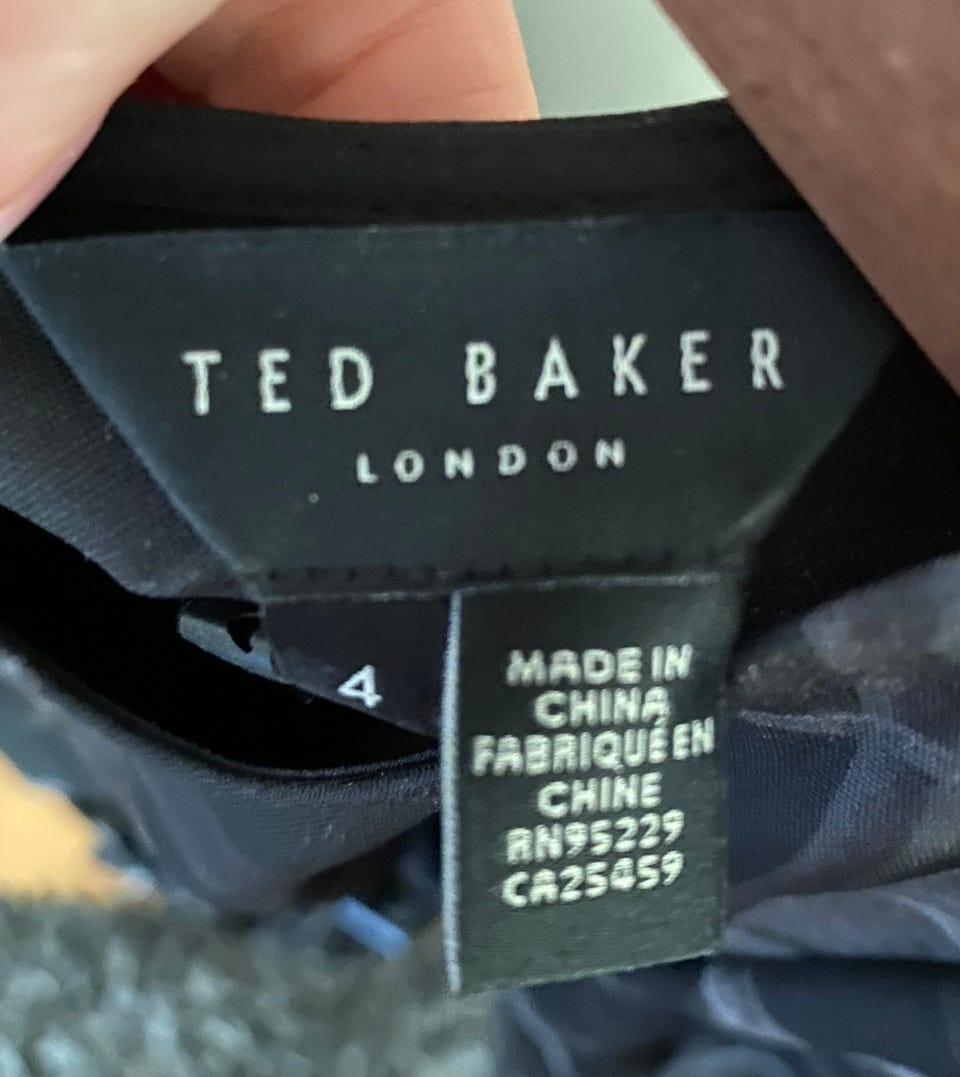 TED BAKER
LONDON
4
MADE IN
CHINA
FABRIQUÉ EN
CHINE
RN95229
CA25459